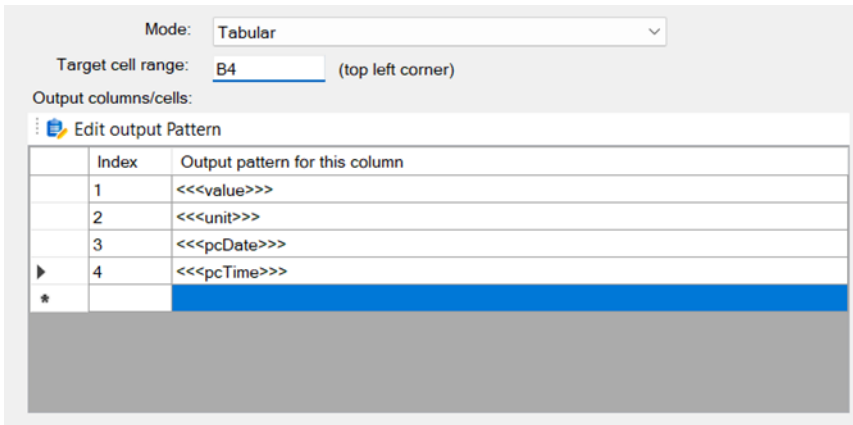 Mode: Tabular
Target cell range: B4 (top left corner)
Output columns/cells:
Edit output Pattern
Index Output pattern for this column
1 <<<value>>>
2 <<<unit>>>
3 <<<pcDate>>>
4 <<<pcTime>>>
*